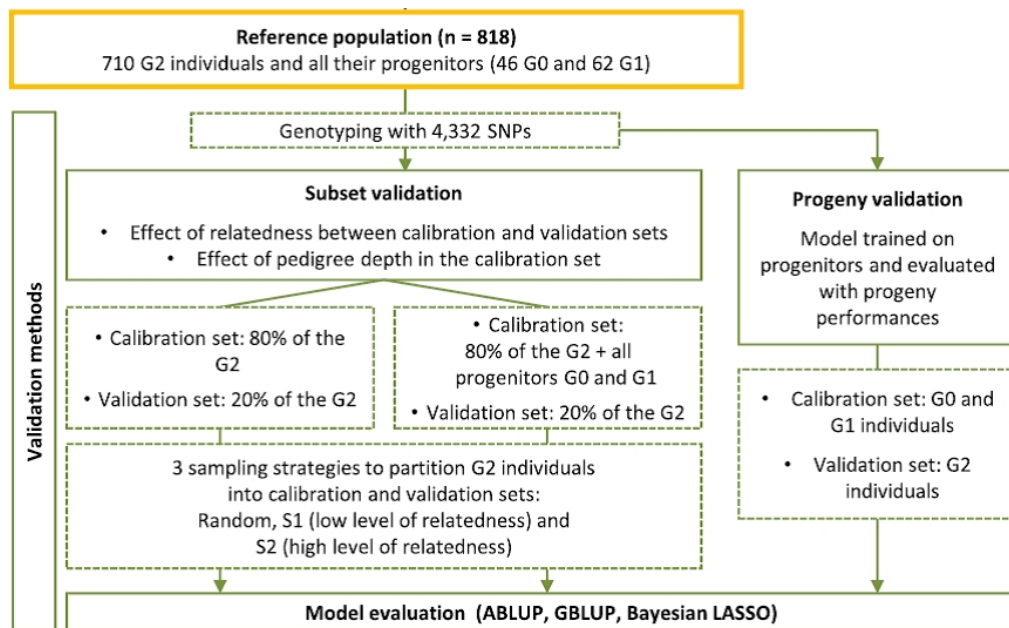 Reference population (n = 818)
710 G2 individuals and all their progenitors (46 G0 and 62 G1)
Validation methods
Genotyping with 4,332 SNPs
Subset validation
• Effect of relatedness between calibration and validation sets
• Effect of pedigree depth in the calibration set
Progeny validation
Model trained on
progenitors and evaluated
with progeny
performances
• Calibration set: 80% of the
G2
• Validation set: 20% of the G2
• Calibration set:
80% of the G2 + all
progenitors G0 and G1
• Validation set: 20% of the G2
• Calibration set: G0 and
G1 individuals
• Validation set: G2
individuals
3 sampling strategies to partition G2 individuals
into calibration and validation sets:
Random, S1 (low level of relatedness) and
S2 (high level of relatedness)
Model evaluation (ABLUP, GBLUP, Bayesian LASSO)